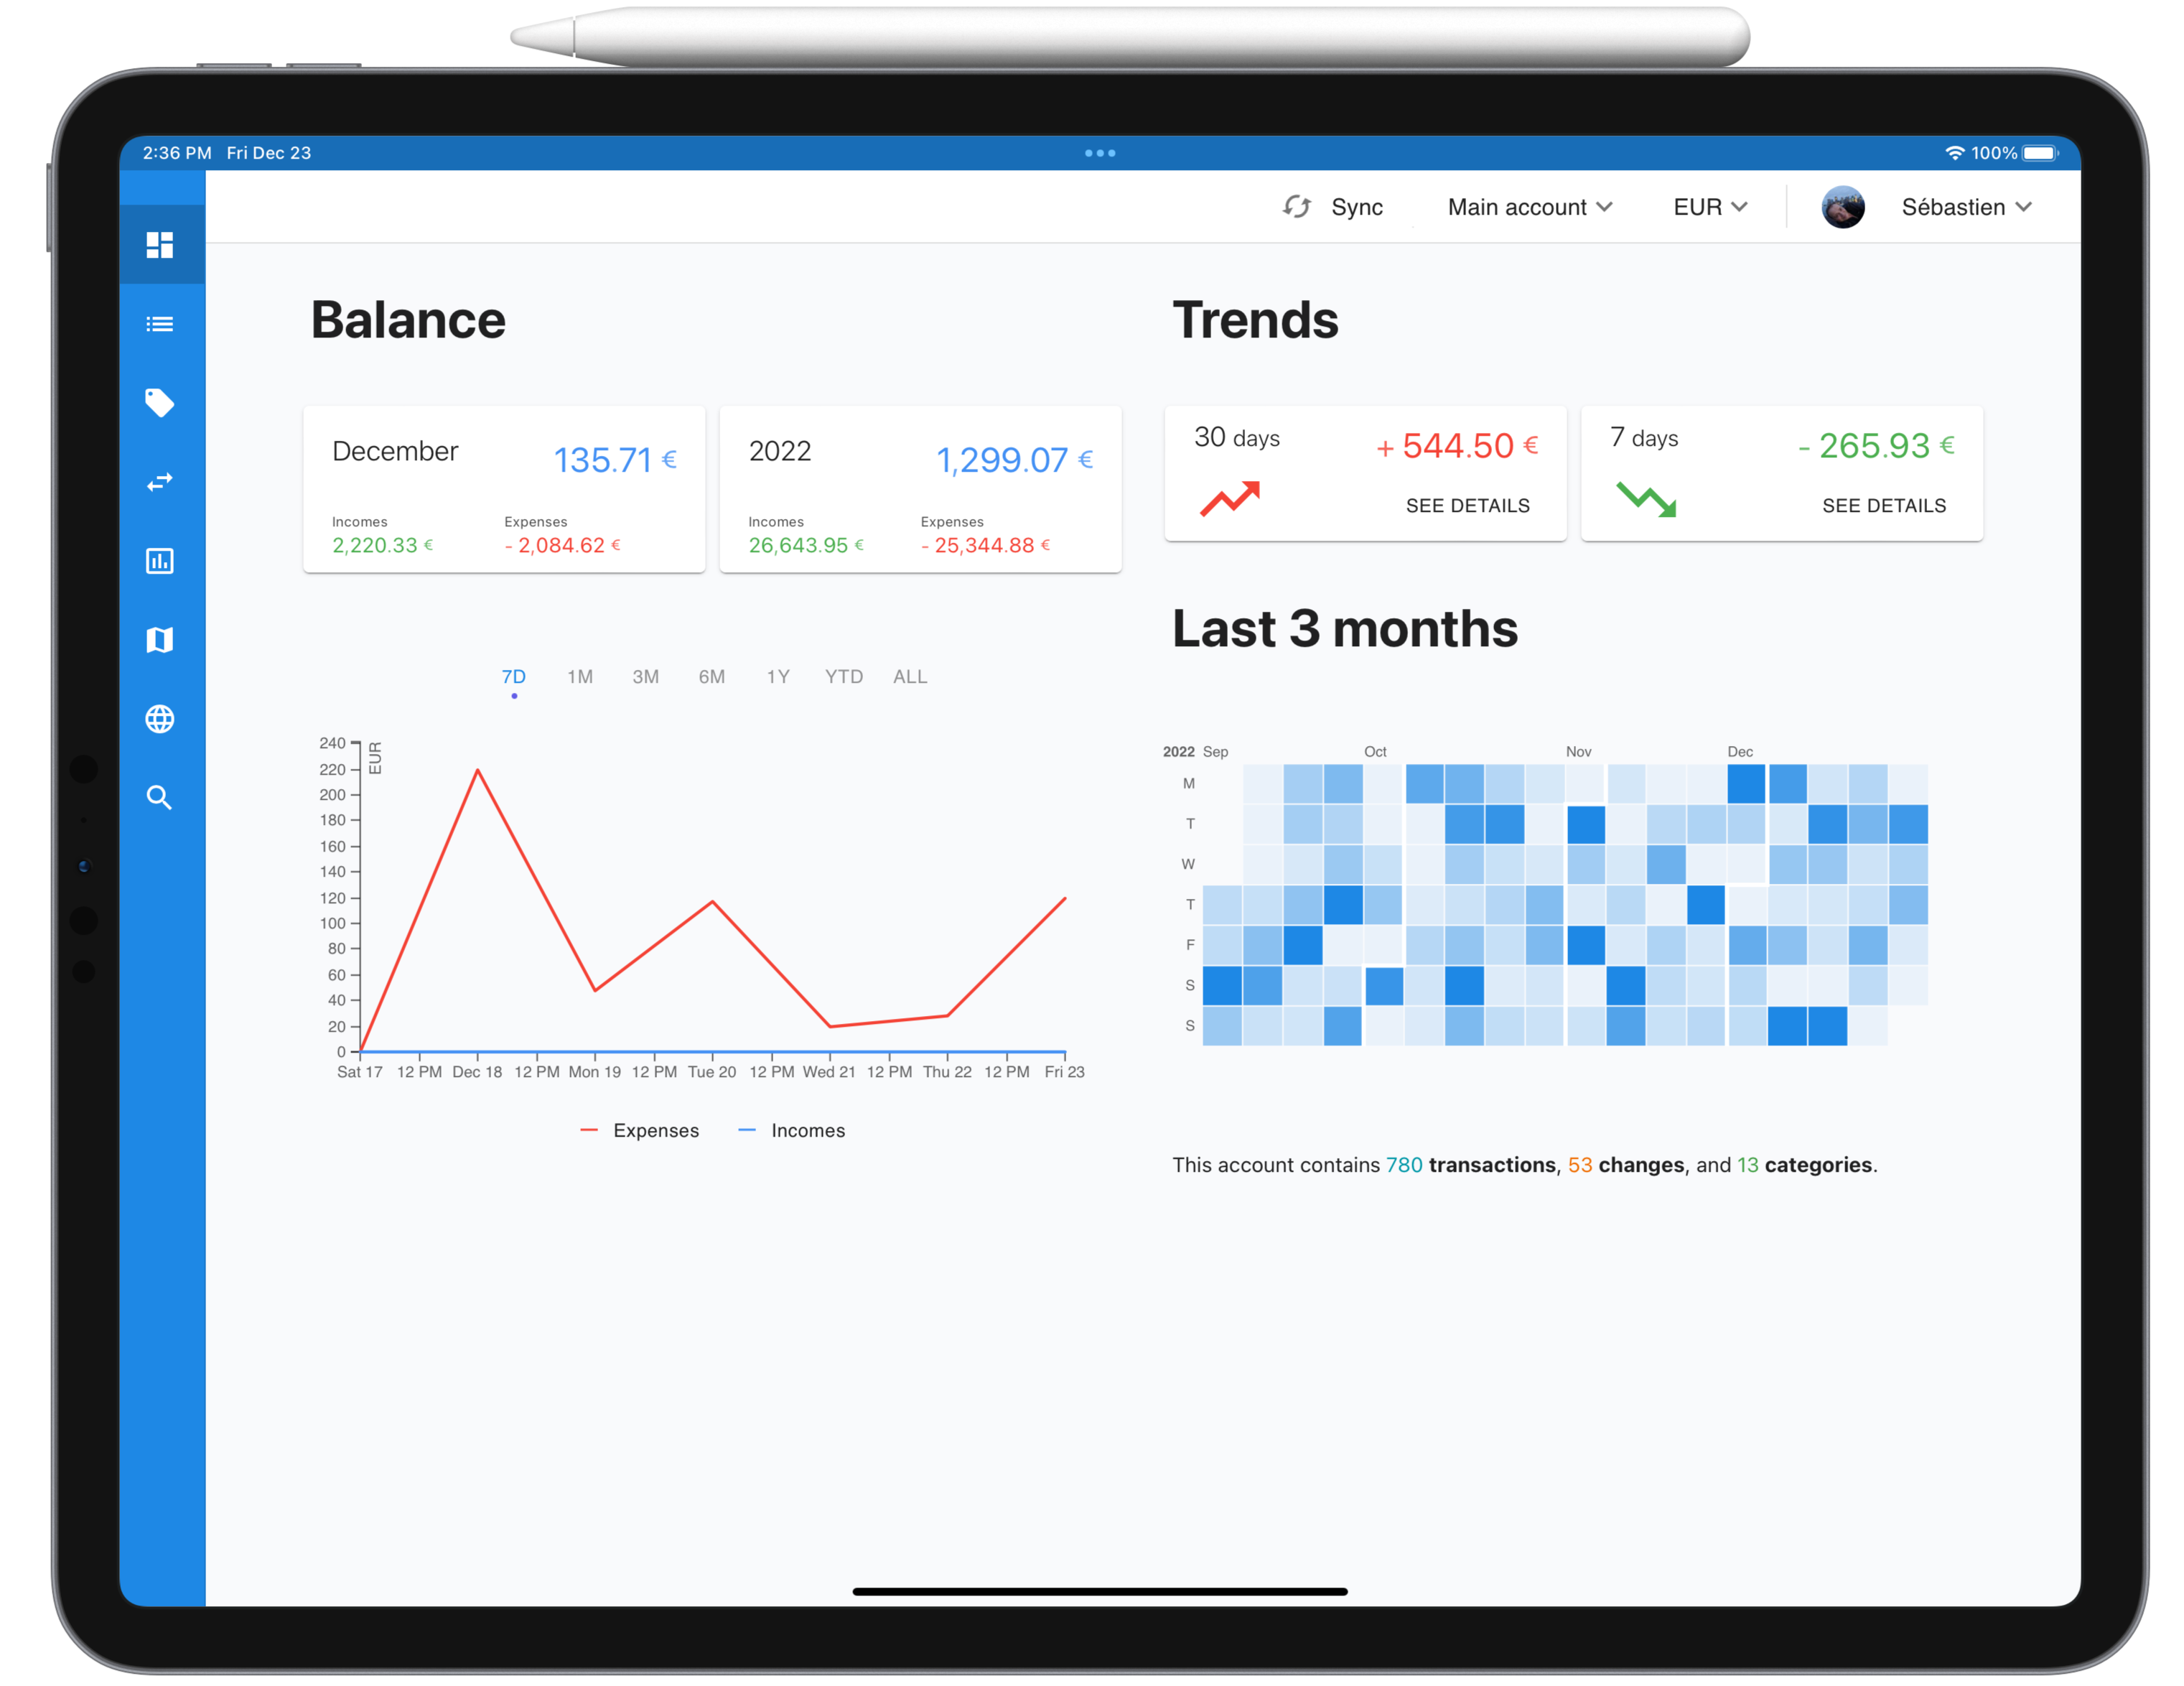 2:36 PM Fri Dec 23
100%
Sync
Main account
EUR
Sébastien
Balance
December
135.71 €
Incomes
Expenses
2,220.33 €
- 2,084.62 €
2022
1,299.07 €
Incomes
Expenses
26,643.95 €
- 25,344.88 €
7D 1M 3M 6M 1Y YTD ALL
EUR
240
220
200
180
160
140
120
100
80
60
40
20
0
Sat 17 12 PM Dec 18 12 PM Mon 19 12 PM Tue 20 12 PM Wed 21 12 PM Thu 22 12 PM Fri 23
Expenses Incomes
Trends
30 days
+ 544.50 €
SEE DETAILS
7 days
- 265.93 €
SEE DETAILS
Last 3 months
2022 Sep Oct Nov Dec
M
T
W
T
F
S
S
This account contains 780 transactions, 53 changes, and 13 categories.